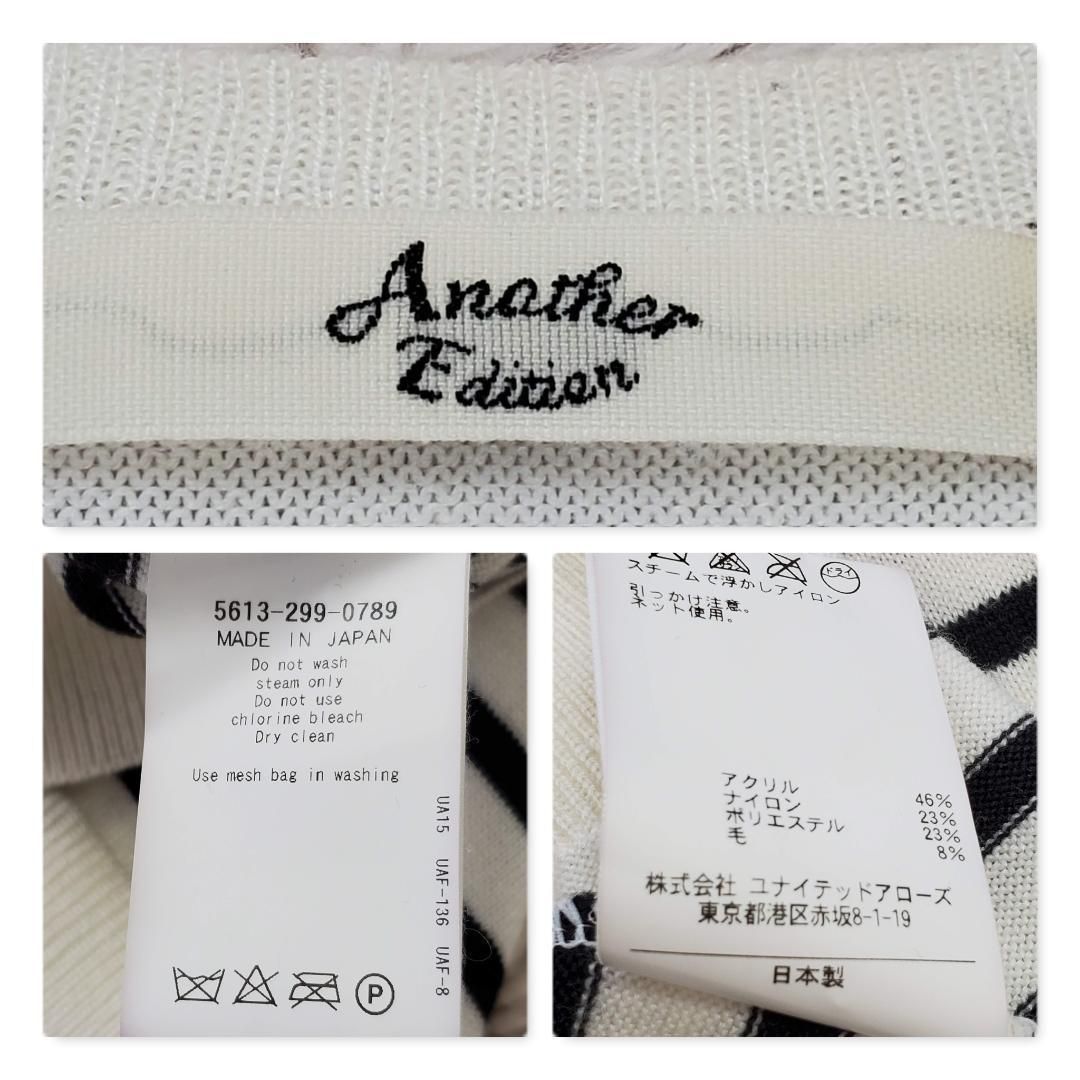 Another
Edition
5613-299-0789
MADE IN JAPAN
Do not wash
steam only
Do not use
chlorine bleach
Dry clean
Use mesh bag in washing
UA15 UAF-136 UAF-8
P
ドライ
スチームで浮かしアイロン
引っかけ注意。
ネット使用。
アクリル 46%
ナイロン 23%
ポリエステル 23%
毛 8%
株式会社 ユナイテッドアローズ
東京都港区赤坂8-1-19
日本製